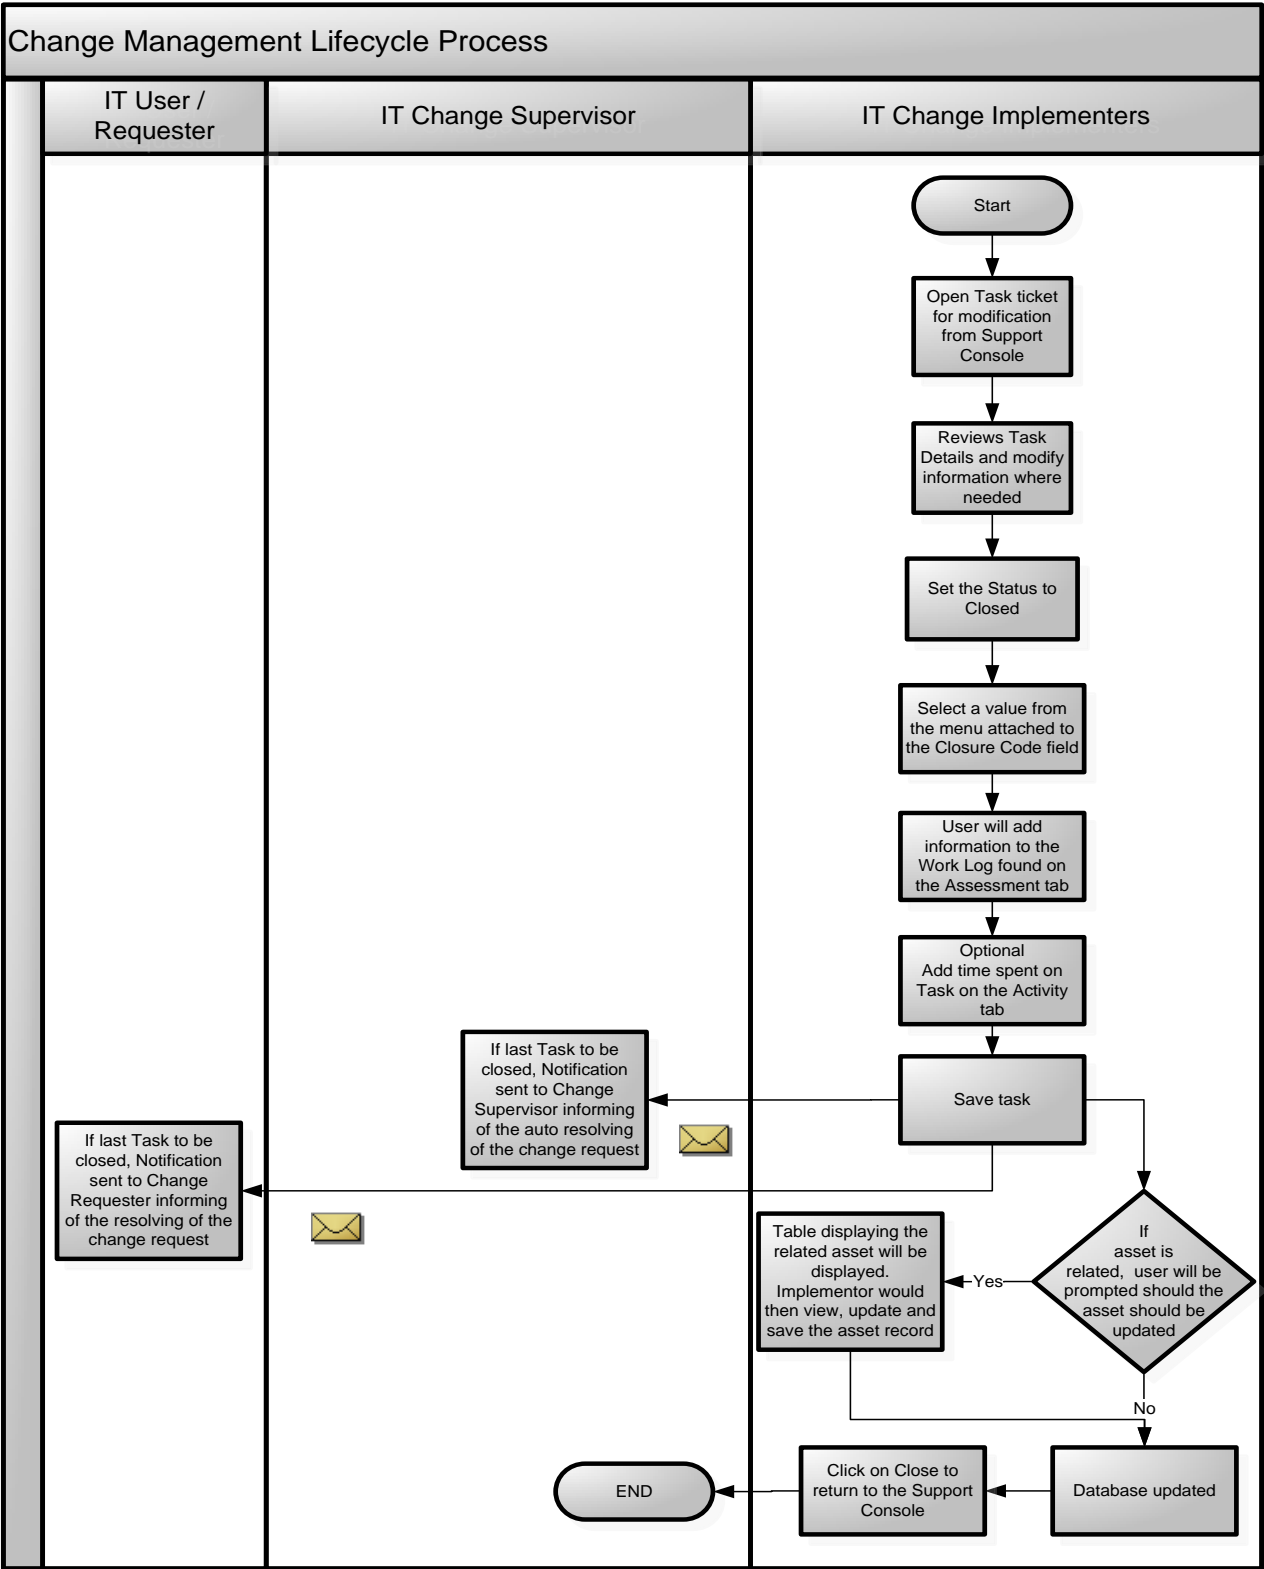 Change Management Lifecycle Process
IT User /
Requester
IT Change Supervisor
IT Change Implementers
Start
Open Task ticket
for modification
from Support
Console
Reviews Task
Details and modify
information where
needed
Set the Status to
Closed
Select a value from
the menu attached to
the Closure Code field
User will add
information to the
Work Log found on
the Assessment tab
Optional
Add time spent on
Task on the Activity
tab
Save task
If last Task to be
closed, Notification
sent to Change
Supervisor informing
of the auto resolving
of the change request
If last Task to be
closed, Notification
sent to Change
Requester informing
of the resolving of the
change request
If
asset is
related, user will be
prompted should the
asset should be
updated
Yes
Table displaying the
related asset will be
displayed.
Implementor would
then view, update and
save the asset record
No
Database updated
Click on Close to
return to the Support
Console
END